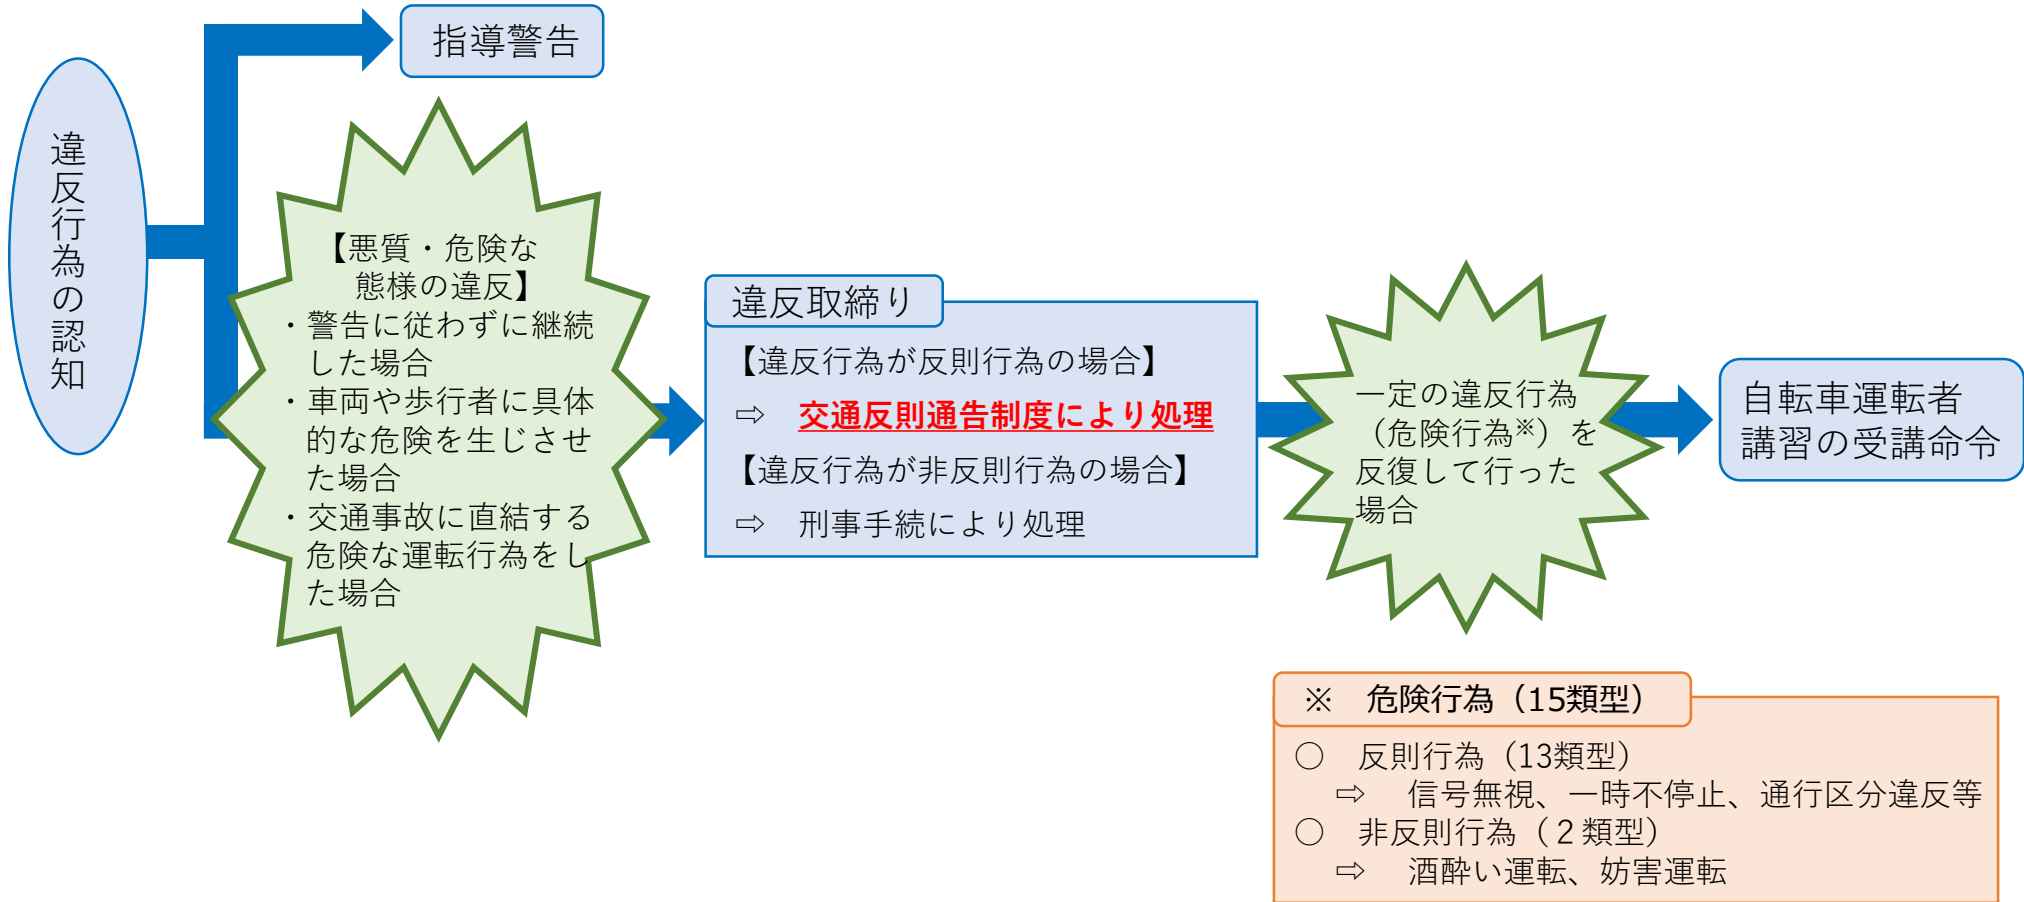 違反行為の認知
指導警告
【悪質・危険な
態様の違反】
・警告に従わずに継続
した場合
・車両や歩行者に具体
的な危険を生じさせ
た場合
・交通事故に直結する
危険な運転行為をし
た場合
違反取締り
【違反行為が反則行為の場合】
⇨　交通反則通告制度により処理
【違反行為が非反則行為の場合】
⇨　刑事手続により処理
一定の違反行為
（危険行為※）を
反復して行った
場合
自転車運転者
講習の受講命令
※　危険行為（15類型）
○　反則行為（13類型）
⇨　信号無視、一時不停止、通行区分違反等
○　非反則行為（２類型）
⇨　酒酔い運転、妨害運転